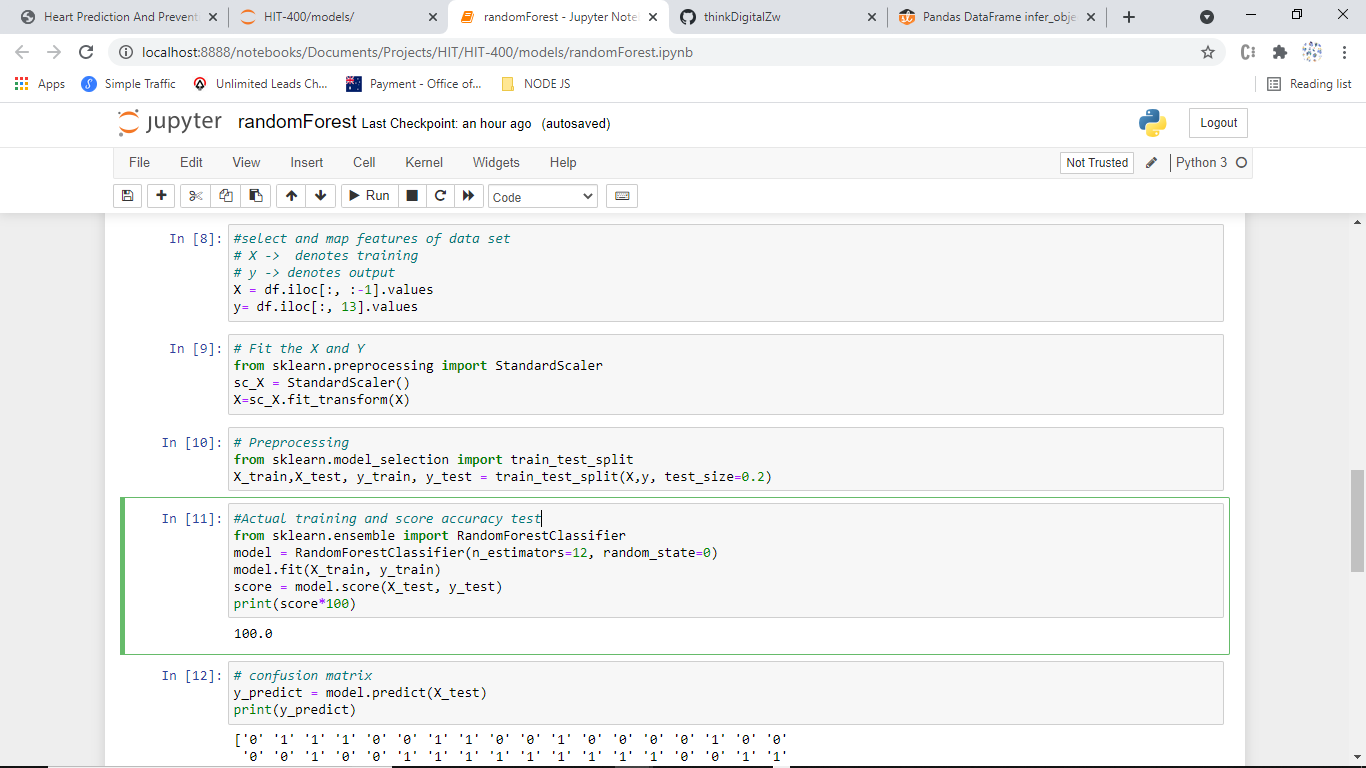 Heart Prediction And Prevent
HIT-400/models/
randomForest - Jupyter Note
thinkDigitalZw
Pandas DataFrame infer_obje
localhost:8888/notebooks/Documents/Projects/HIT/HIT-400/models/randomForest.ipynb
Apps
Simple Traffic
Unlimited Leads Ch...
Payment - Office of...
NODE JS
Reading list
jupyter randomForest Last Checkpoint: an hour ago (autosaved)
Logout
File Edit View Insert Cell Kernel Widgets Help
Not Trusted
Python 3
Run
Code
In [8]:
#select and map features of data set
# X ->  denotes training
# y -> denotes output
X = df.iloc[:, :-1].values
y= df.iloc[:, 13].values
In [9]:
# Fit the X and Y
from sklearn.preprocessing import StandardScaler
sc_X = StandardScaler()
X=sc_X.fit_transform(X)
In [10]:
# Preprocessing
from sklearn.model_selection import train_test_split
X_train,X_test, y_train, y_test = train_test_split(X,y, test_size=0.2)
In [11]:
#Actual training and score accuracy test
from sklearn.ensemble import RandomForestClassifier
model = RandomForestClassifier(n_estimators=12, random_state=0)
model.fit(X_train, y_train)
score = model.score(X_test, y_test)
print(score*100)
100.0
In [12]:
# confusion matrix
y_predict = model.predict(X_test)
print(y_predict)
['0' '1' '1' '1' '0' '0' '1' '1' '0' '0' '1' '0' '0' '0' '0' '1' '0' '0'
'0' '0' '1' '0' '0' '1' '1' '1' '1' '1' '1' '1' '1' '1' '0' '0' '1' '1'